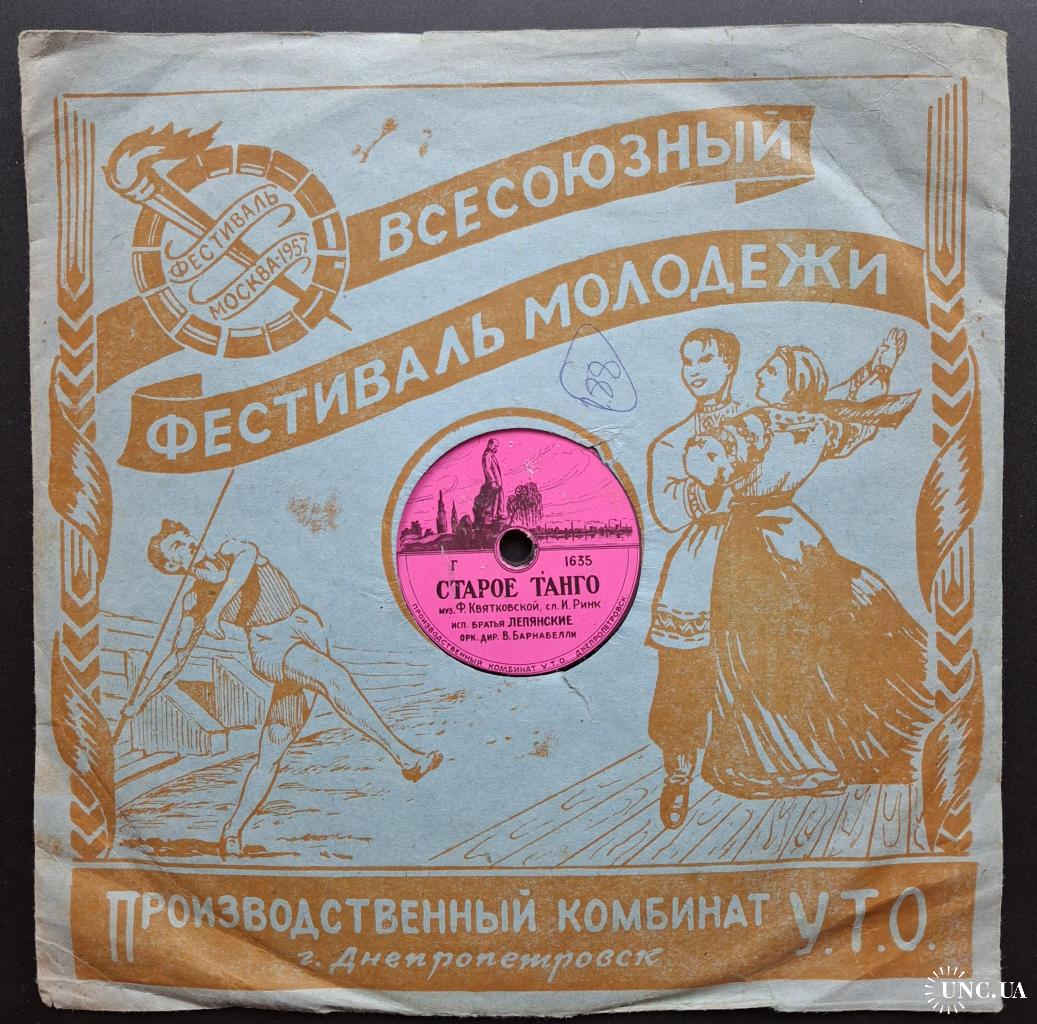 ВСЕСОЮЗНЫЙ
ФЕСТИВАЛЬ МОЛОДЕЖИ
ФЕСТИВАЛЬ
МОСКВА-1957
Г 1635
СТАРОЕ ТАНГО
муз. Ф. Квятковской, сл. И. Ринк
исп. братья ЛЕПЯНСКИЕ
орк. дир. В. Барнабелли
ПРОИЗВОДСТВЕННЫЙ КОМБИНАТ У.Т.О. ДНЕПРОПЕТРОВСК
ПРОИЗВОДСТВЕННЫЙ КОМБИНАТ У.Т.О.
г. Днепропетровск
UNC.UA